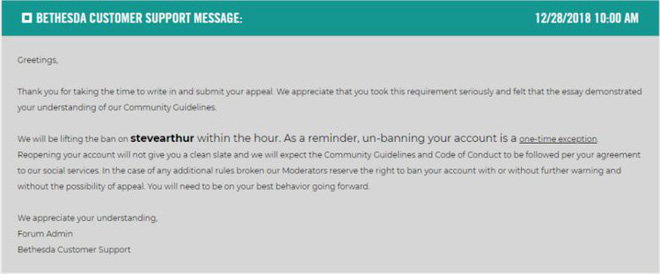 BETHESDA CUSTOMER SUPPORT MESSAGE: 12/28/2018 10:00 AM
Greetings,
Thank you for taking the time to write in and submit your appeal. We appreciate that you took this requirement seriously and felt that the essay demonstrated
your understanding of our Community Guidelines.
We will be lifting the ban on stevearthur within the hour. As a reminder, un-banning your account is a one-time exception.
Reopening your account will not give you a clean slate and we will expect the Community Guidelines and Code of Conduct to be followed per your agreement
to our social services. In the case of any additional rules broken our Moderators reserve the right to ban your account with or without further warning and
without the possibility of appeal. You will need to be on your best behavior going forward.
We appreciate your understanding,
Forum Admin
Bethesda Customer Support